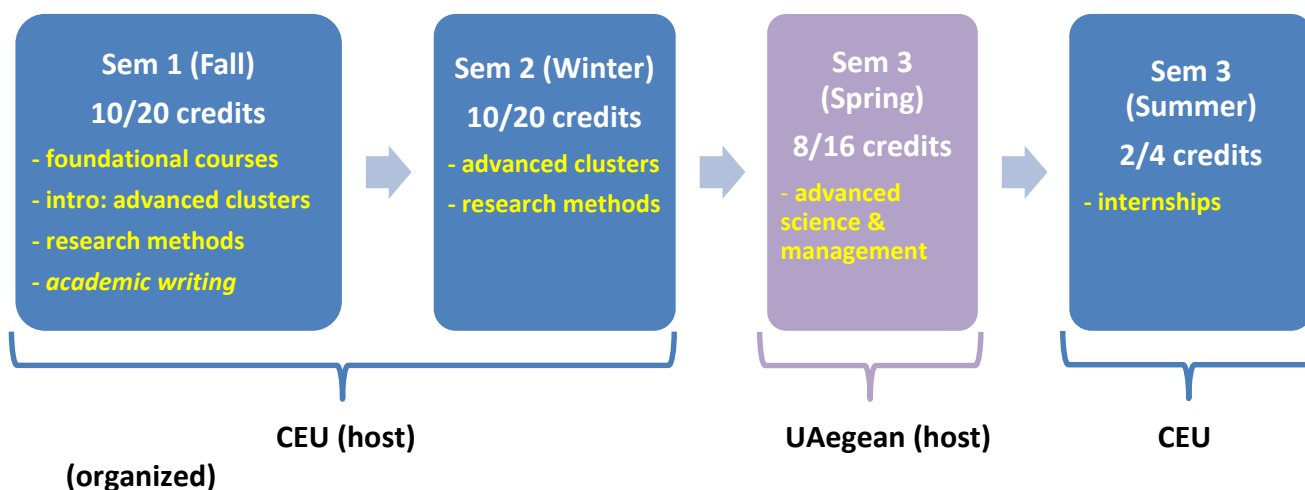 Sem 1 (Fall)
10/20 credits
- foundational courses
- intro: advanced clusters
- research methods
- academic writing
Sem 2 (Winter)
10/20 credits
- advanced clusters
- research methods
Sem 3
(Spring)
8/16 credits
- advanced
science &
management
Sem 3
(Summer)
2/4 credits
- internships
CEU (host)
UAegean (host)
CEU
(organized)